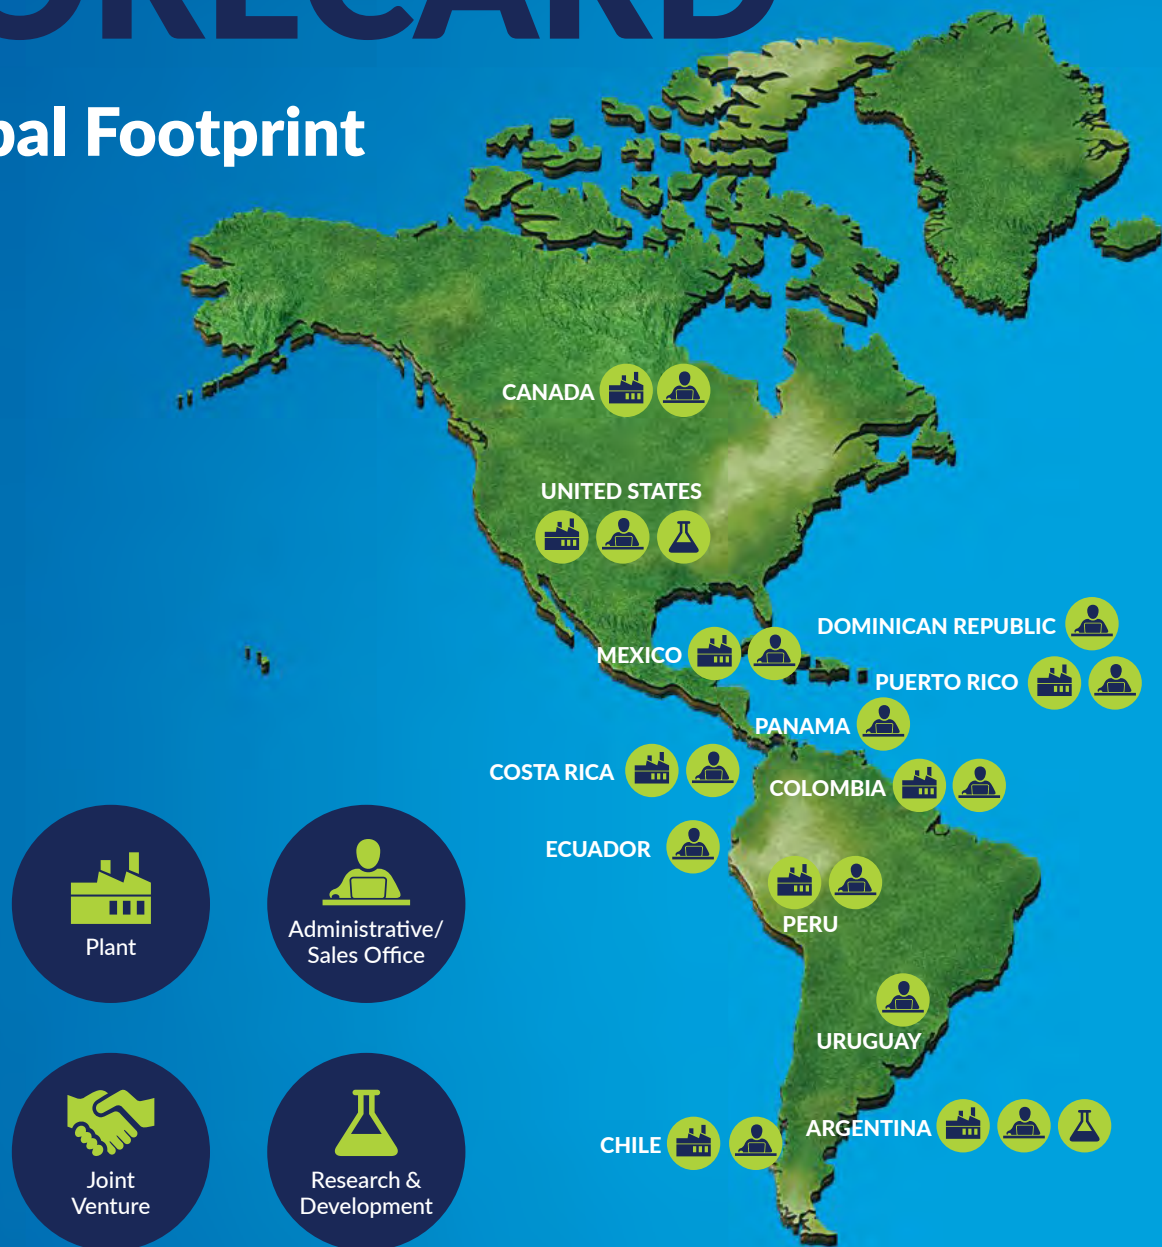 ORECARD
bal Footprint
CANADA
UNITED STATES
DOMINICAN REPUBLIC
MEXICO
PUERTO RICO
PANAMA
COSTA RICA
COLOMBIA
ECUADOR
PERU
URUGUAY
ARGENTINA
CHILE
Plant
Administrative/
Sales Office
Joint
Venture
Research &
Development